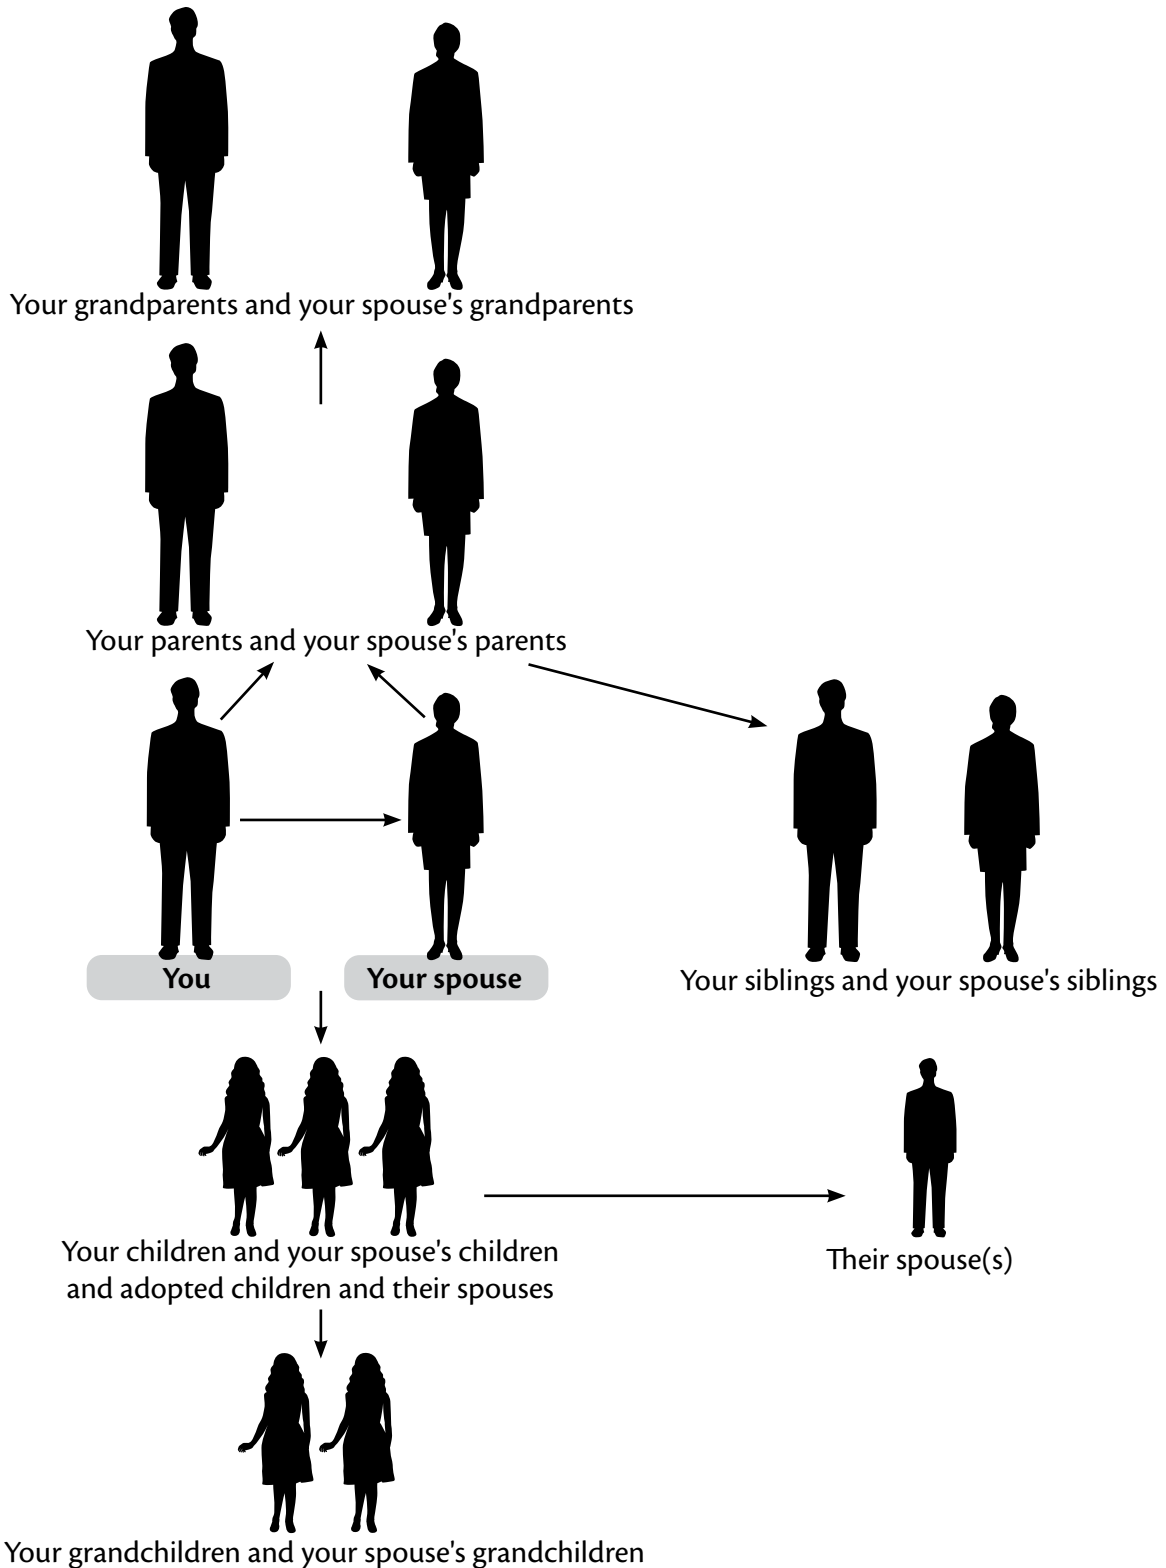 Your grandparents and your spouse's grandparents
Your parents and your spouse's parents
You
Your spouse
Your siblings and your spouse's siblings
Your children and your spouse's children
and adopted children and their spouses
Their spouse(s)
Your grandchildren and your spouse's grandchildren